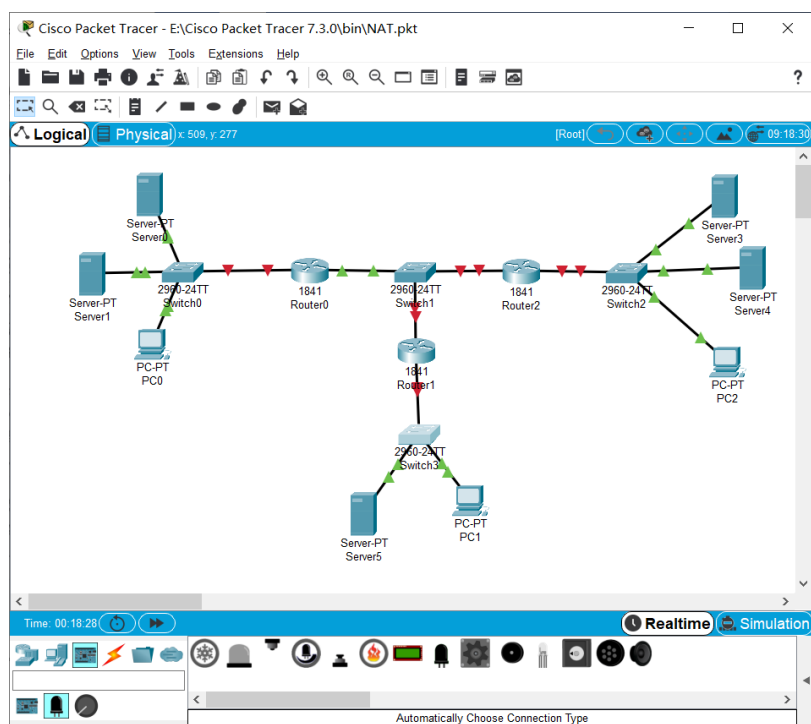 Cisco Packet Tracer - E:\Cisco Packet Tracer 7.3.0\bin\NAT.pkt
File Edit Options View Tools Extensions Help
?
Logical Physical x: 509, y: 277 [Root] 09:18:30
Server-PT
Server0
Server-PT
Server1
2960-24TT
Switch0
PC-PT
PC0
1841
Router0
2960-24TT
Switch1
1841
Router2
2960-24TT
Switch2
Server-PT
Server3
Server-PT
Server4
PC-PT
PC2
1841
Router1
2960-24TT
Switch3
Server-PT
Server5
PC-PT
PC1
Time: 00:18:28 Realtime Simulation
Automatically Choose Connection Type